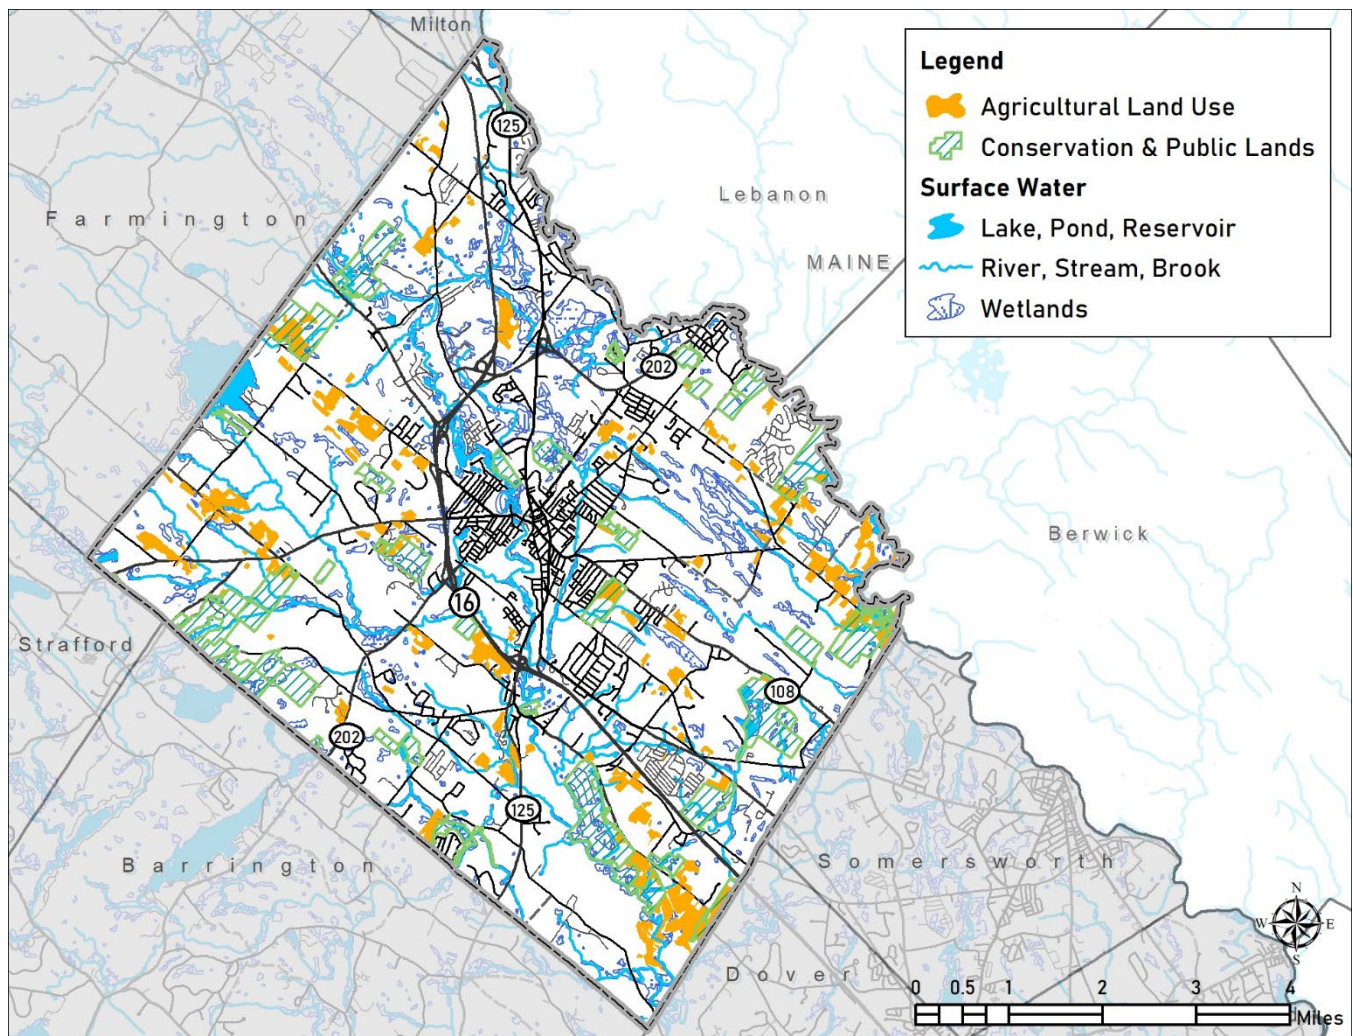 Milton
Legend
Agricultural Land Use
Conservation & Public Lands
Surface Water
Lake, Pond, Reservoir
River, Stream, Brook
Wetlands
125
Farmington
Lebanon
MAINE
202
Berwick
16
Strafford
108
202
125
Barrington
Somersworth
Dover
N
W
E
S
0 0.5 1 2 3 4
Miles